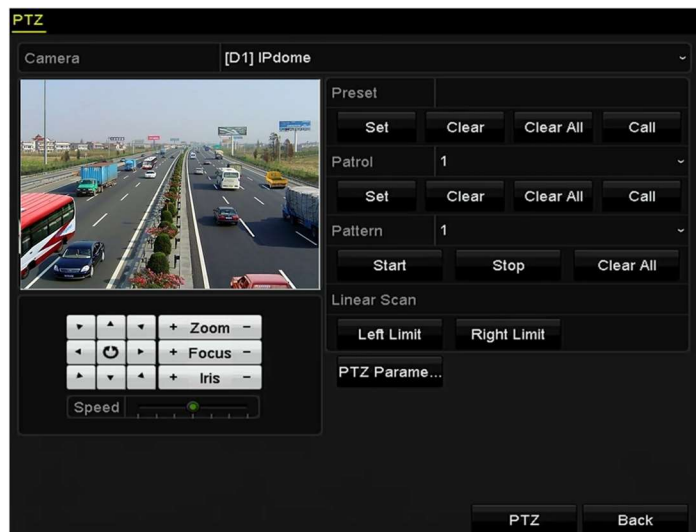 PTZ
Camera [D1] IPdome
Preset
Set Clear Clear All Call
Patrol 1
Set Clear Clear All Call
Pattern 1
Start Stop Clear All
Linear Scan
Left Limit Right Limit
PTZ Parame...
+ Zoom −
+ Focus −
+ Iris −
Speed
PTZ Back